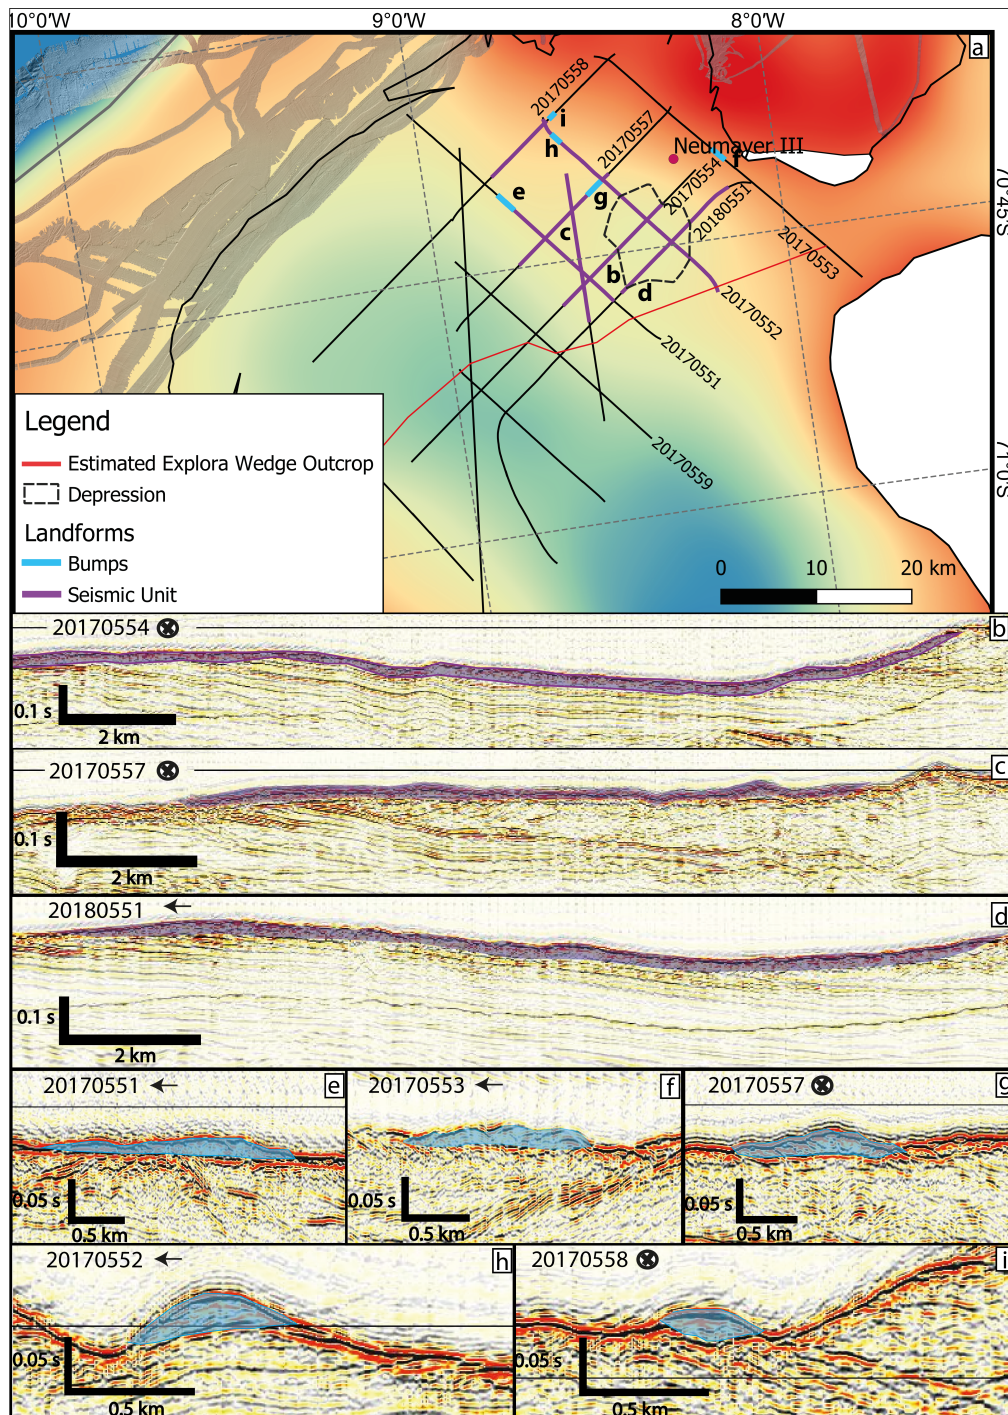 10°0'W
9°0'W
8°0'W
a
20170558
i
h
20170557
Neumayer III
f
e
g
20170554
20180551
c
b
d
20170553
20170552
20170551
20170559
70°45'S
71°0'S
Legend
Estimated Explora Wedge Outcrop
Depression
Landforms
Bumps
Seismic Unit
0 10 20 km
20170554
b
0.1 s
2 km
20170557
c
0.1 s
2 km
20180551
d
0.1 s
2 km
20170551
e
0.05 s
0.5 km
20170553
f
0.05 s
0.5 km
20170557
g
0.05 s
0.5 km
20170552
h
0.05 s
0.5 km
20170558
i
0.05 s
0.5 km